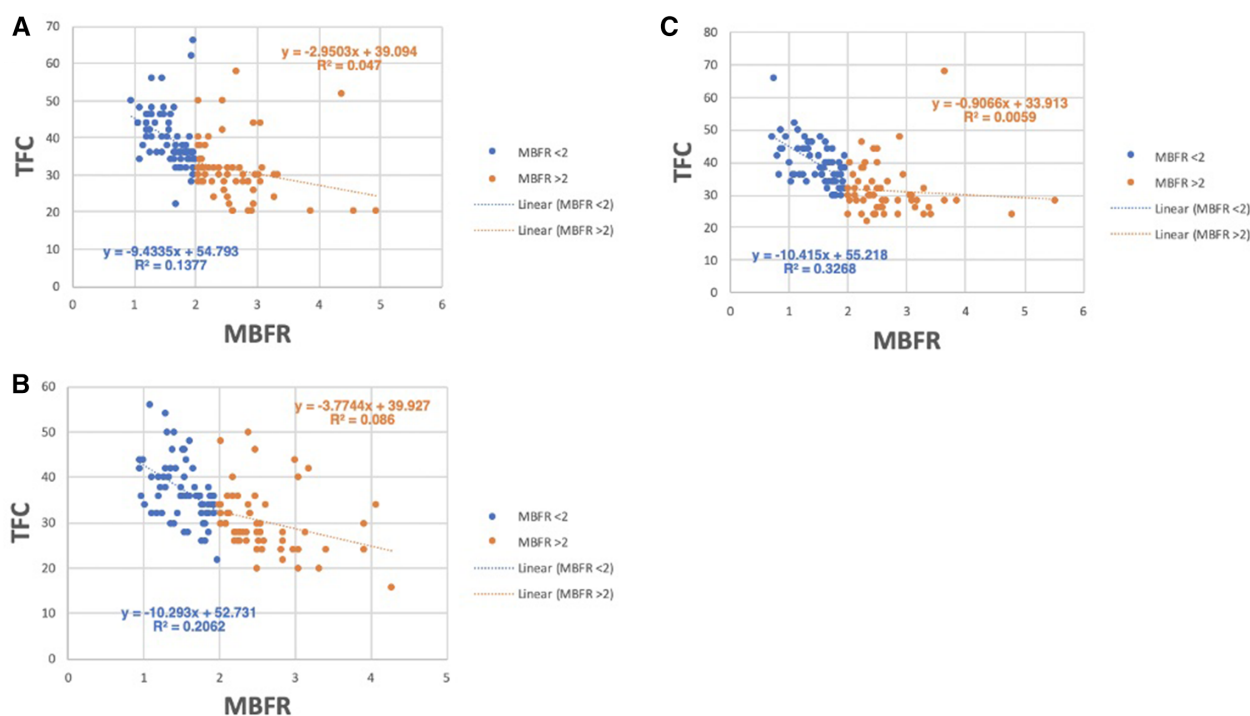 A
70
60
50
40
30
20
10
0
TFC
y = -2.9503x + 39.094
R² = 0.047
y = -9.4335x + 54.793
R² = 0.1377
0 1 2 3 4 5 6
MBFR
MBFR <2
MBFR >2
Linear (MBFR <2)
Linear (MBFR >2)
C
80
70
60
50
40
30
20
10
0
TFC
y = -0.9066x + 33.913
R² = 0.0059
y = -10.415x + 55.218
R² = 0.3268
0 1 2 3 4 5 6
MBFR
MBFR <2
MBFR >2
Linear (MBFR <2)
Linear (MBFR >2)
B
60
50
40
30
20
10
0
TFC
y = -3.7744x + 39.927
R² = 0.086
y = -10.293x + 52.731
R² = 0.2062
0 1 2 3 4 5
MBFR
MBFR <2
MBFR >2
Linear (MBFR <2)
Linear (MBFR >2)